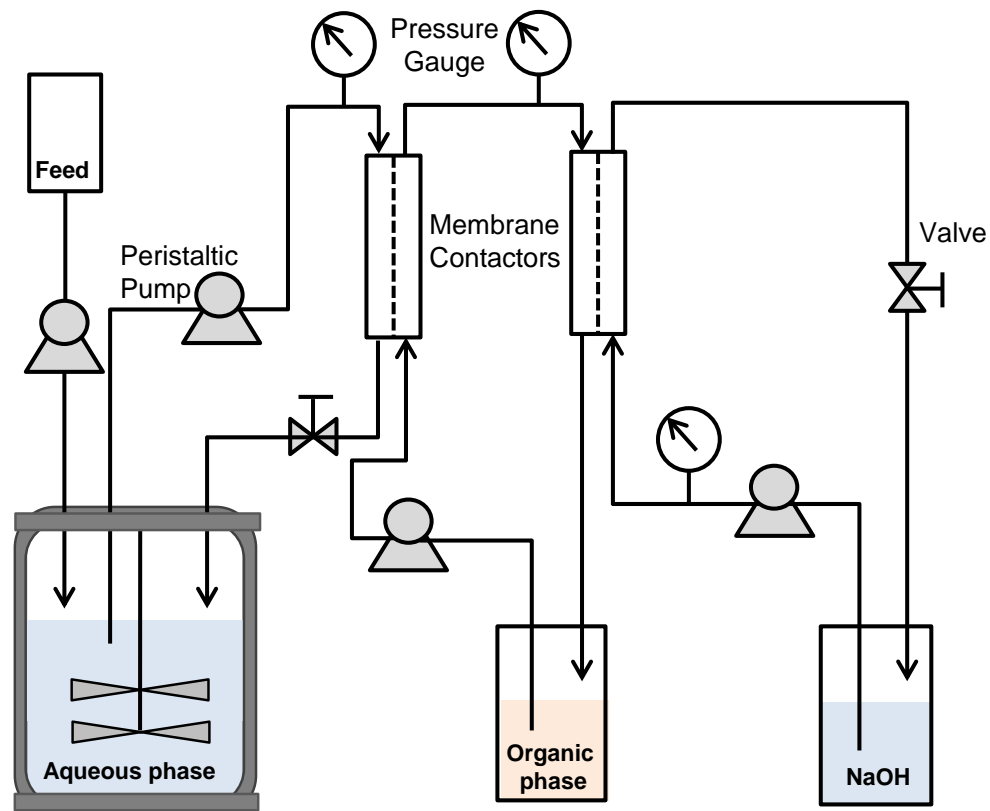 Pressure
Gauge
Feed
Membrane
Contactors
Valve
Peristaltic
Pump
Aqueous phase
Organic
phase
NaOH